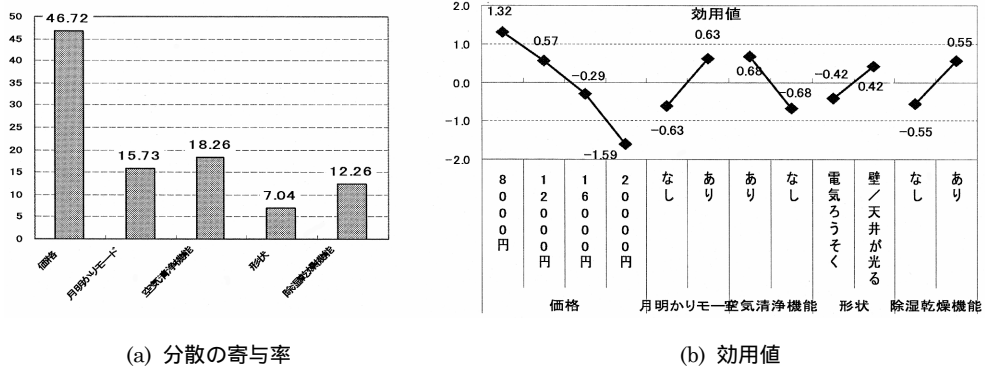 50
45
40
35
30
25
20
15
10
5
0
46.72
15.73
18.26
7.04
12.26
価格
月明かりモード
空気清浄機能
形状
除湿乾燥機能
(a) 分散の寄与率
効用値
2.0
1.0
0.0
-1.0
-2.0
1.32
0.57
-0.29
-1.59
-0.63
0.63
0.68
-0.68
-0.42
0.42
-0.55
0.55
8000円
12000円
16000円
20000円
なし
あり
あり
なし
電気ろうそく
壁/天井が光る
なし
あり
価格
月明かりモード
空気清浄機能
形状
除湿乾燥機能
(b) 効用値